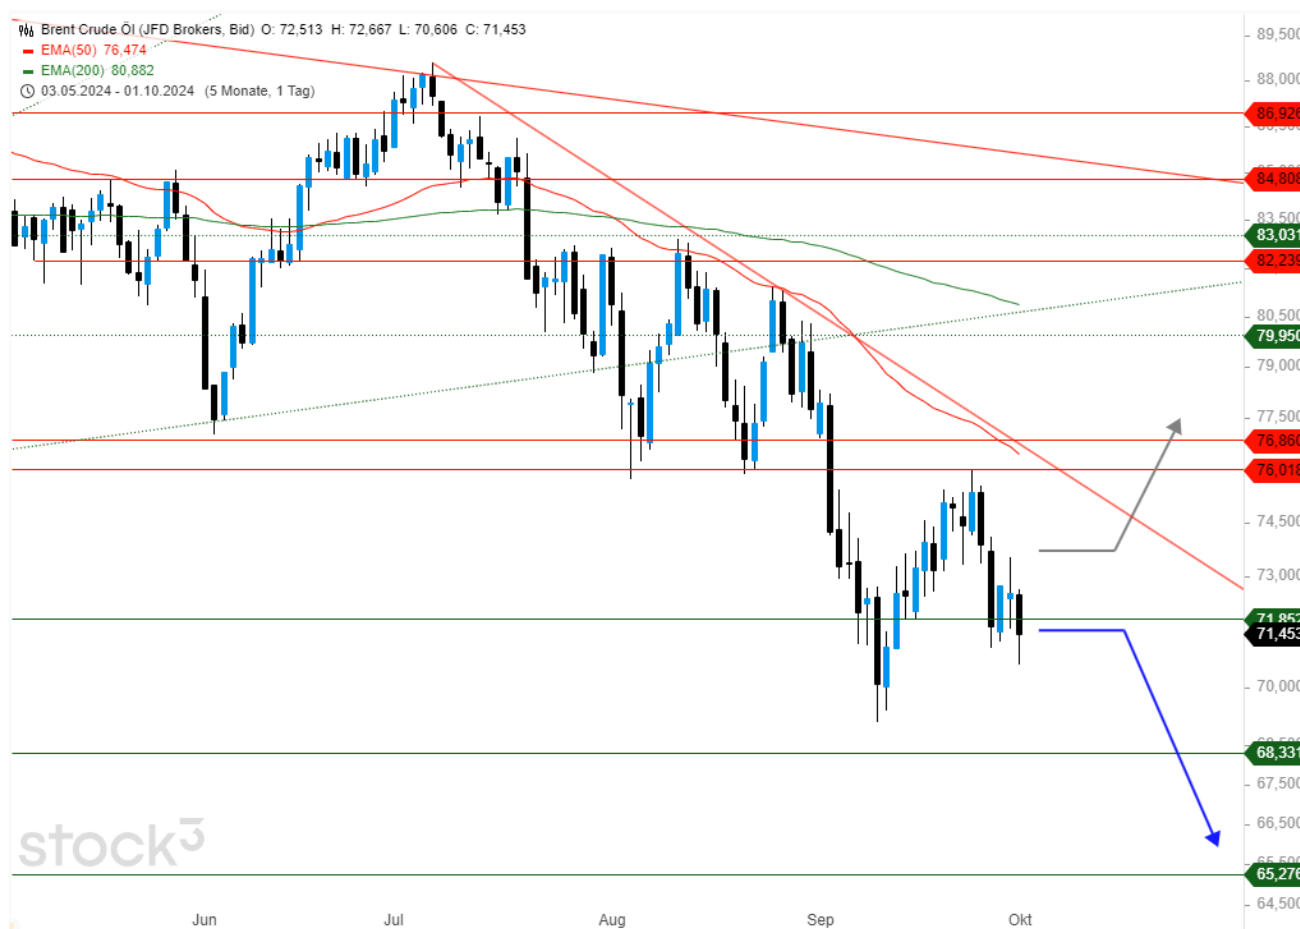 Brent Crude Öl (JFD Brokers, Bid) O: 72,513 H: 72,667 L: 70,606 C: 71,453
EMA(50) 76,474
EMA(200) 80,882
03.05.2024 - 01.10.2024 (5 Monate, 1 Tag)
89,500
88,000
86,926
84,808
83,500
83,031
82,239
80,500
79,950
79,000
77,500
76,860
76,018
74,500
73,000
71,852
71,453
70,000
68,331
67,500
66,500
65,276
64,500
stock3
Jun
Jul
Aug
Sep
Okt